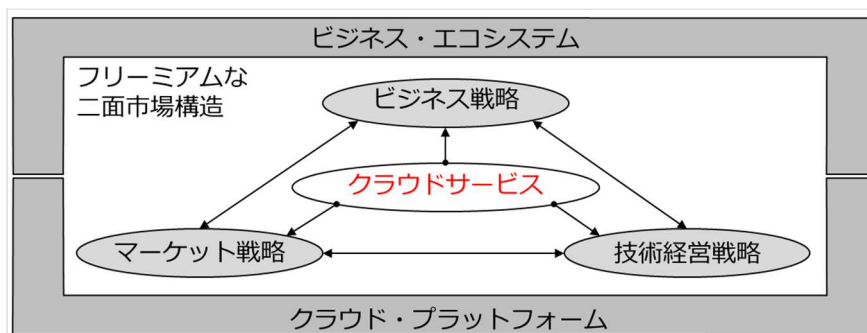 ビジネス・エコシステム
フリーミアムな
二面市場構造
ビジネス戦略
クラウドサービス
マーケット戦略
技術経営戦略
クラウド・プラットフォーム